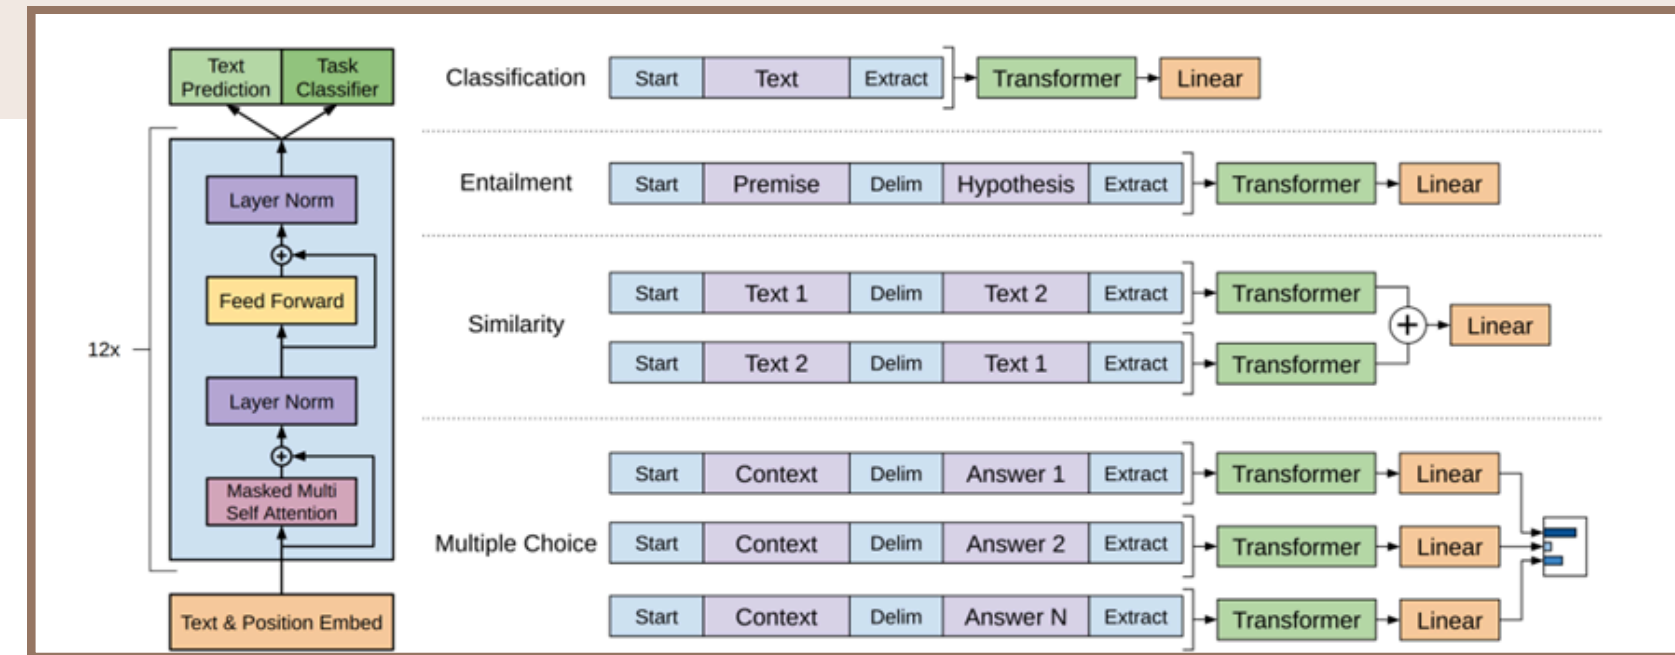 Text
Prediction
Task
Classifier
Layer Norm
Feed Forward
12x
Layer Norm
Masked Multi
Self Attention
Text & Position Embed
Classification Start Text Extract Transformer Linear
Entailment Start Premise Delim Hypothesis Extract Transformer Linear
Similarity
Start Text 1 Delim Text 2 Extract Transformer
Linear
Start Text 2 Delim Text 1 Extract Transformer
Start Context Delim Answer 1 Extract Transformer Linear
Multiple Choice Start Context Delim Answer 2 Extract Transformer Linear
Start Context Delim Answer N Extract Transformer Linear